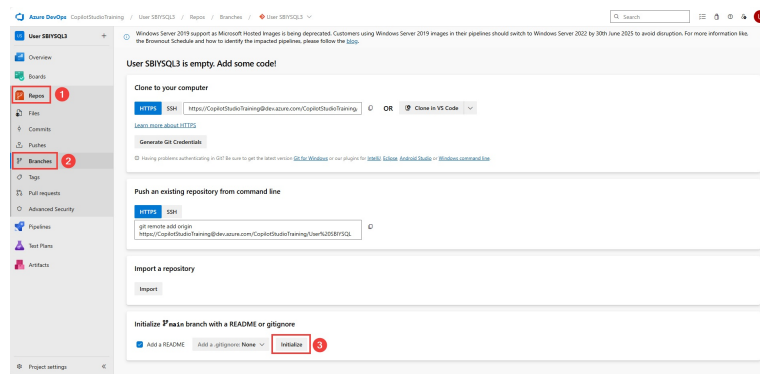 Azure DevOps CopilotStudioTraining / User SBIYSQL3 / Repos / Branches / User SBIYSQL3
Search
US User SBIYSQL3 +
Windows Server 2019 support as Microsoft Hosted Images is being deprecated. Customers using Windows Server 2019 images in their pipelines should switch to Windows Server 2022 by 30th June 2025 to avoid disruption. For more information like,
the Brownout Schedule and how to identify the impacted pipelines, please follow the blog.
Overview
Boards
Repos 1
Files
Commits
Pushes
Branches 2
Tags
Pull requests
Advanced Security
Pipelines
Test Plans
Artifacts
Project settings
User SBIYSQL3 is empty. Add some code!
Clone to your computer
HTTPS SSH https://CopilotStudioTraining@dev.azure.com/CopilotStudioTraining, OR Clone in VS Code
Learn more about HTTPS
Generate Git Credentials
Having problems authenticating in Git? Be sure to get the latest version Git for Windows or our plugins for IntelliJ, Eclipse, Android Studio or Windows command line.
Push an existing repository from command line
HTTPS SSH
git remote add origin
https://CopilotStudioTraining@dev.azure.com/CopilotStudioTraining/User%20SBIYSQL
Import a repository
Import
Initialize main branch with a README or gitignore
Add a README Add a .gitignore: None Initialize 3